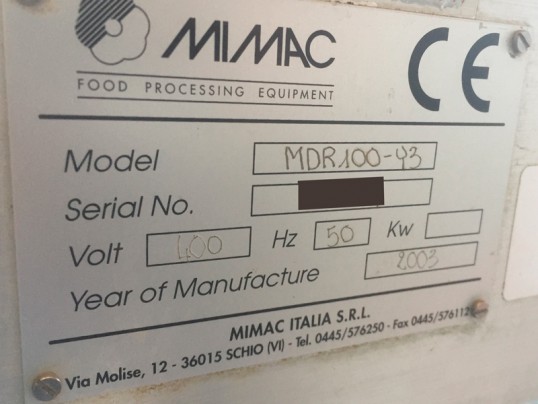 MIMAC
CE
FOOD PROCESSING EQUIPMENT
Model MDR100-43
Serial No.
Volt 400 Hz 50 Kw
Year of Manufacture 2003
MIMAC ITALIA S.R.L.
Via Molise, 12 - 36015 SCHIO (VI) - Tel. 0445/576250 - Fax 0445/576112